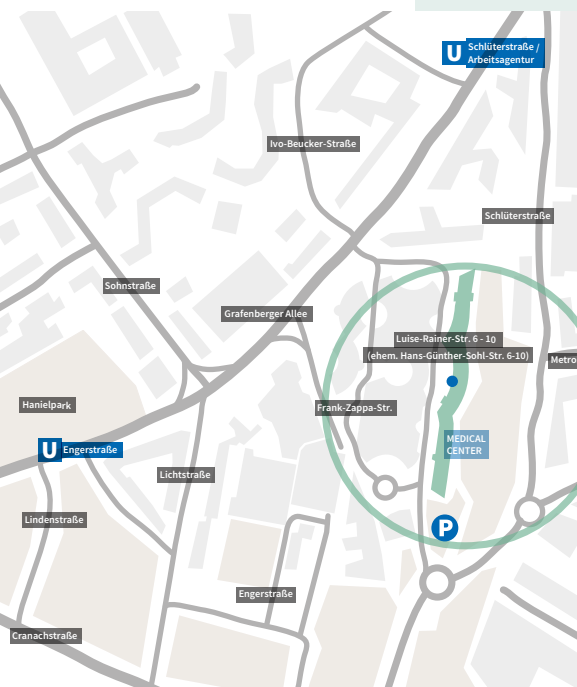 U Schlüterstraße /
Arbeitsagentur
Ivo-Beucker-Straße
Schlüterstraße
Sohnstraße
Grafenberger Allee
Luise-Rainer-Str. 6 - 10
(ehem. Hans-Günther-Sohl-Str. 6-10)
Metro
Hanielpark
Frank-Zappa-Str.
U Engerstraße
MEDICAL
CENTER
Lichtstraße
Lindenstraße
P
Engerstraße
Cranachstraße